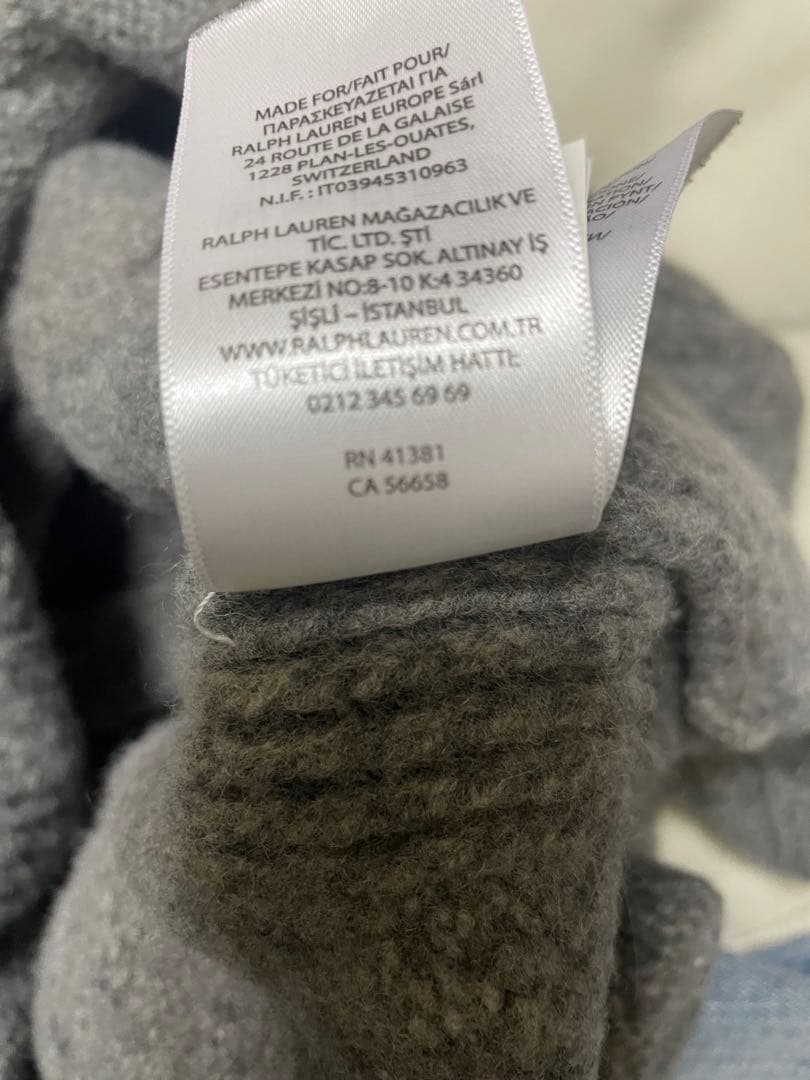 MADE FOR/FAIT POUR/
ΠΑΡΑΣΚΕΥΑΖΕΤΑΙ ΓΙΑ
RALPH LAUREN EUROPE Sárl
24 ROUTE DE LA GALAISE
1228 PLAN-LES-OUATES,
SWITZERLAND
N.I.F. : IT03945310963
RALPH LAUREN MAĞAZACILIK VE
TİC. LTD. ŞTİ
ESENTEPE KASAP SOK. ALTINAY İŞ
MERKEZİ NO:8-10 K:4 34360
ŞİŞLİ – İSTANBUL
WWW.RALPHLAUREN.COM.TR
TÜKETİCİ İLETİŞİM HATTI:
0212 345 69 69
RN 41381
CA 56658